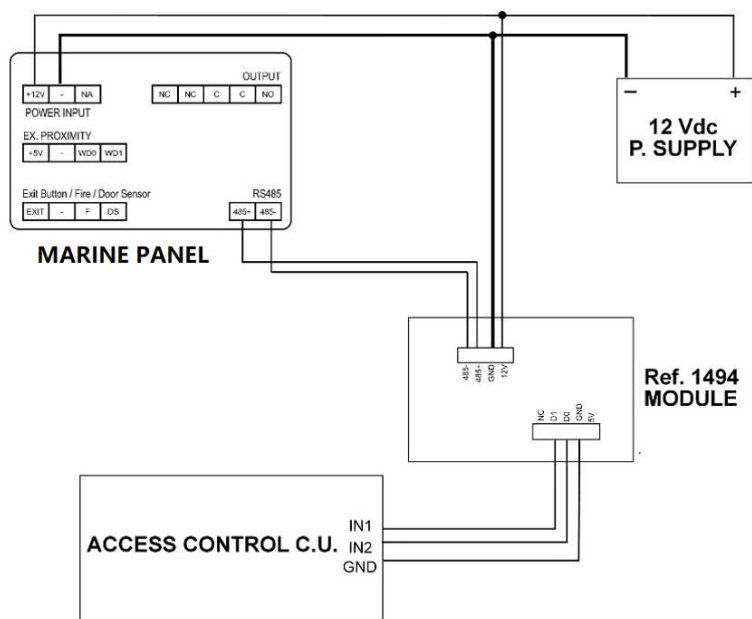 OUTPUT
+12V - NA
NC NC C C NO
POWER INPUT
EX. PROXIMITY
+5V - WD0 WD1
Exit Button / Fire / Door Sensor
RS485
EXIT - F DS
485+ 485-
MARINE PANEL
− +
12 Vdc
P. SUPPLY
485-
485+
GND
12V
Ref. 1494
MODULE
NC
D1
D0
GND
5V
ACCESS CONTROL C.U.
IN1
IN2
GND